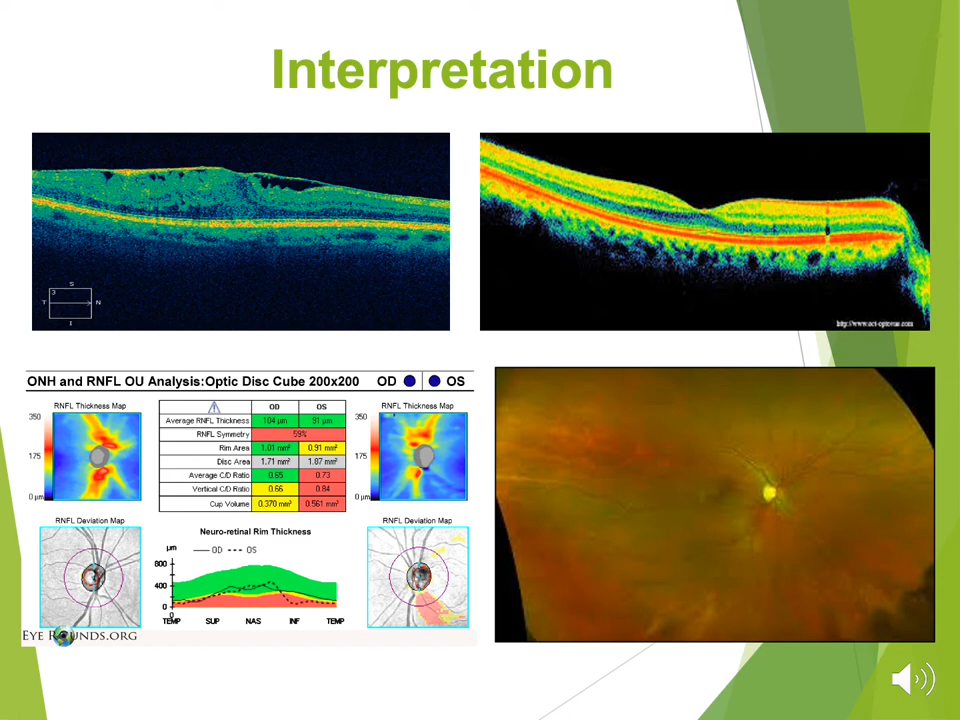 Interpretation
S
3
T N
I
http://www.oct-optovue.com
ONH and RNFL OU Analysis:Optic Disc Cube 200x200 OD OS
RNFL Thickness Map
350
175
0 µm
OD OS
Average RNFL Thickness 104 µm 91 µm
RNFL Symmetry 59%
Rim Area 1.01 mm² 0.91 mm²
Disc Area 1.71 mm² 1.87 mm²
Average C/D Ratio 0.65 0.73
Vertical C/D Ratio 0.66 0.84
Cup Volume 0.370 mm³ 0.561 mm³
RNFL Thickness Map
350
175
0 µm
RNFL Deviation Map
Neuro-retinal Rim Thickness
µm OD OS
800
400
0
0
TEMP SUP NAS INF TEMP
RNFL Deviation Map
EYE ROUNDS.ORG